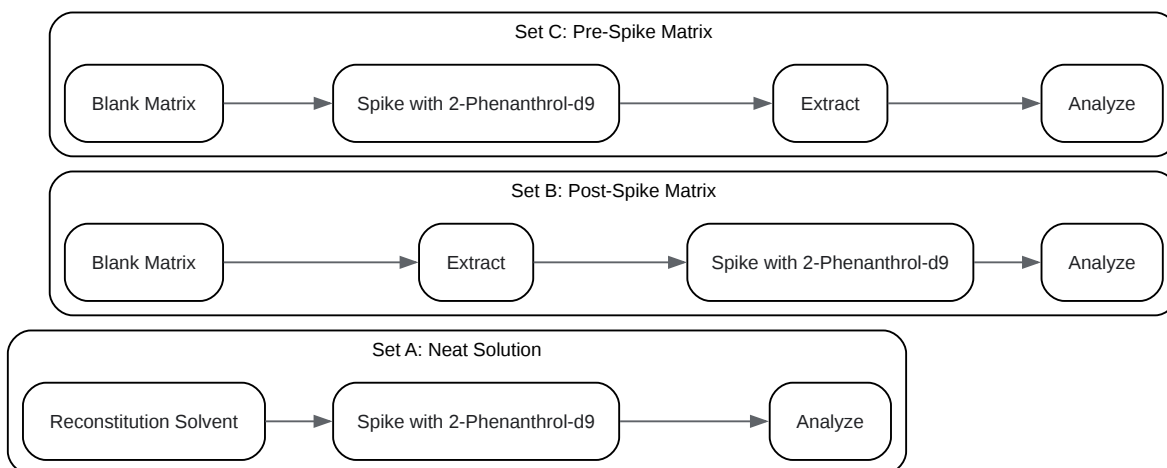 Set C: Pre-Spike Matrix
Blank Matrix
Spike with 2-Phenanthrol-d9
Extract
Analyze
Set B: Post-Spike Matrix
Blank Matrix
Extract
Spike with 2-Phenanthrol-d9
Analyze
Set A: Neat Solution
Reconstitution Solvent
Spike with 2-Phenanthrol-d9
Analyze